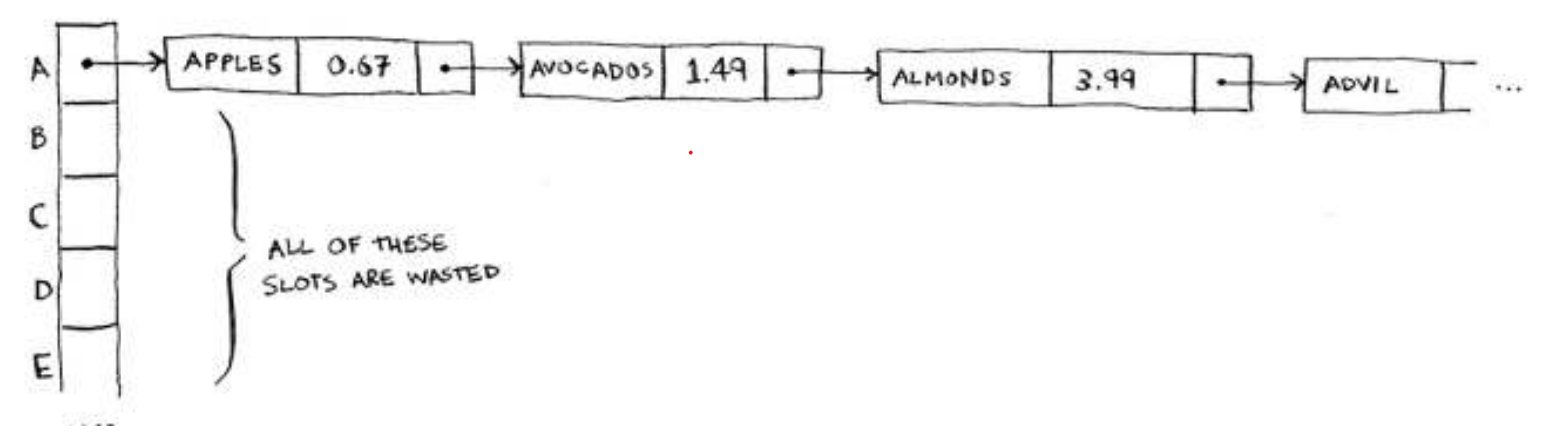 A APPLES 0.67 AVOCADOS 1.49 ALMONDS 3.99 ADVIL ...
B
C
ALL OF THESE
SLOTS ARE WASTED
D
E